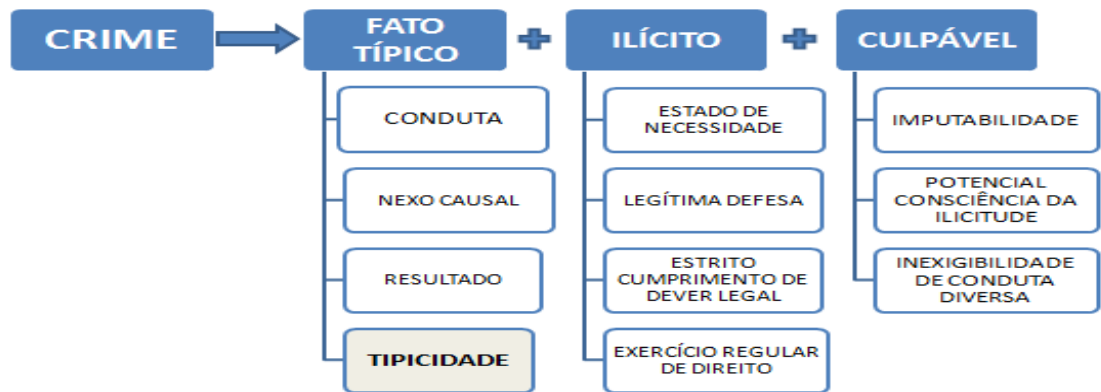 CRIME
FATO
TÍPICO
+
ILÍCITO
+
CULPÁVEL
CONDUTA
NEXO CAUSAL
RESULTADO
TIPICIDADE
ESTADO DE
NECESSIDADE
LEGÍTIMA DEFESA
ESTRITO
CUMPRIMENTO DE
DEVER LEGAL
EXERCÍCIO REGULAR
DE DIREITO
IMPUTABILIDADE
POTENCIAL
CONSCIÊNCIA DA
ILICITUDE
INEXIGIBILIDADE
DE CONDUTA
DIVERSA